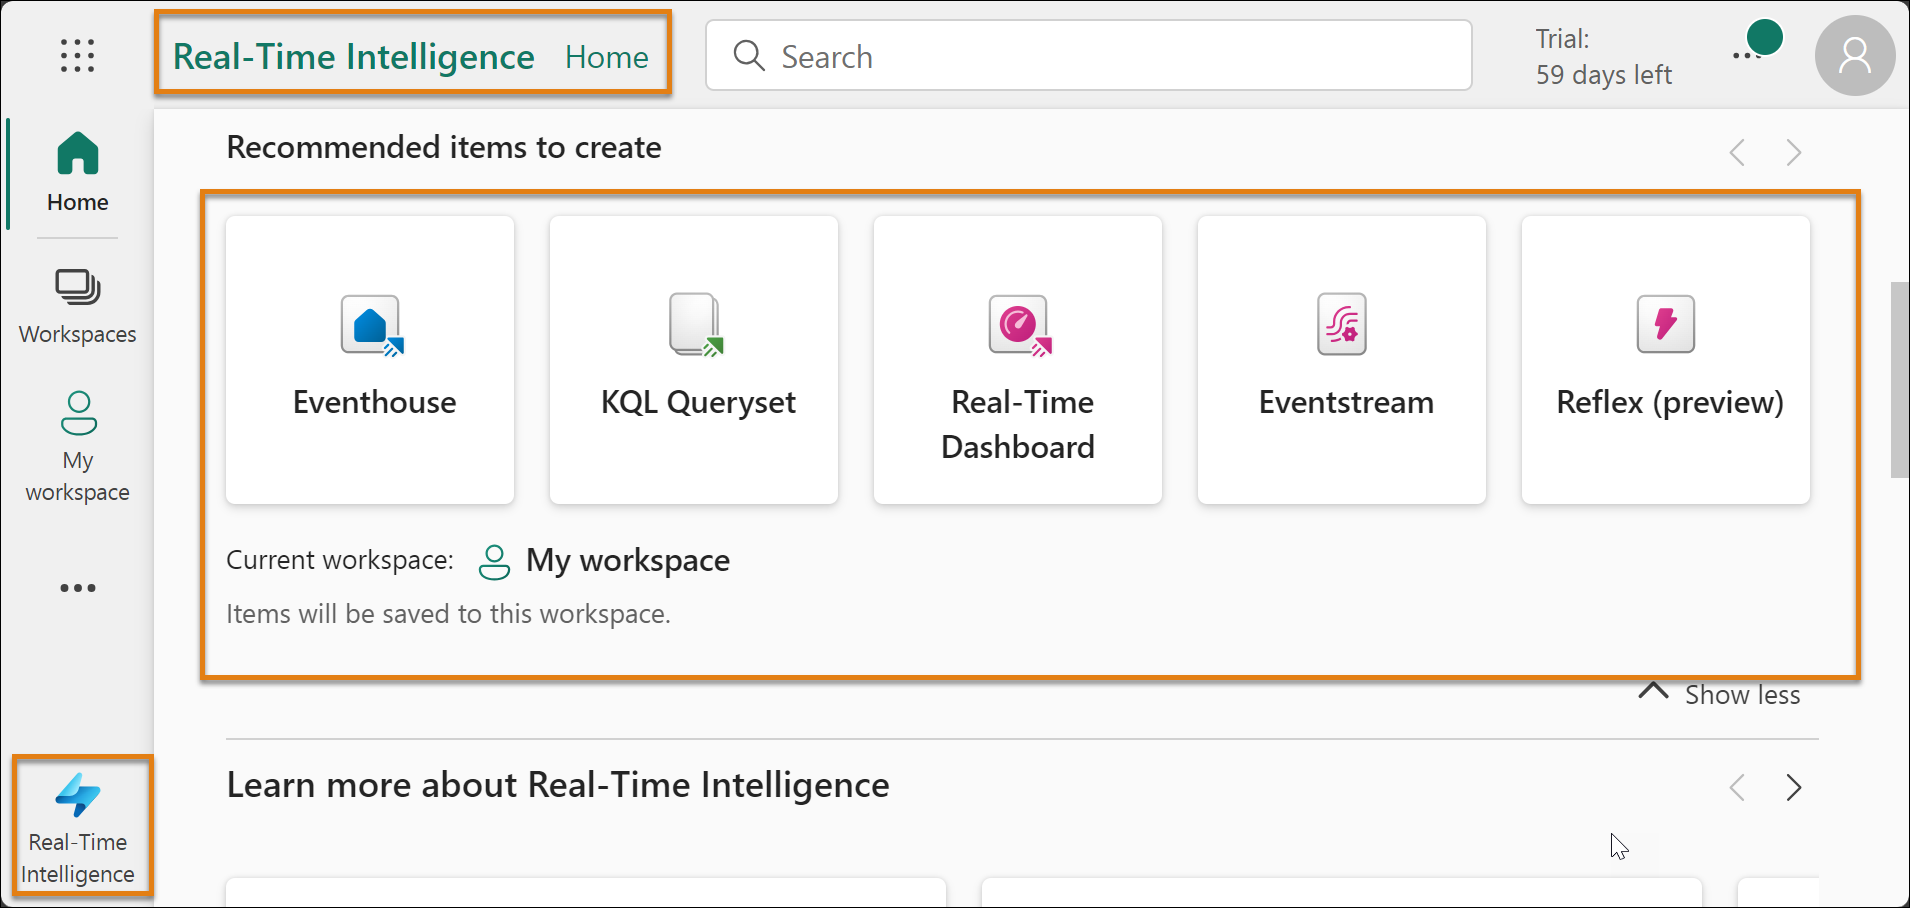 Real-Time Intelligence Home
Search
Trial:
59 days left
Home
Workspaces
My
workspace
Real-Time
Intelligence
Recommended items to create
Eventhouse
KQL Queryset
Real-Time
Dashboard
Eventstream
Reflex (preview)
Current workspace: My workspace
Items will be saved to this workspace.
Show less
Learn more about Real-Time Intelligence